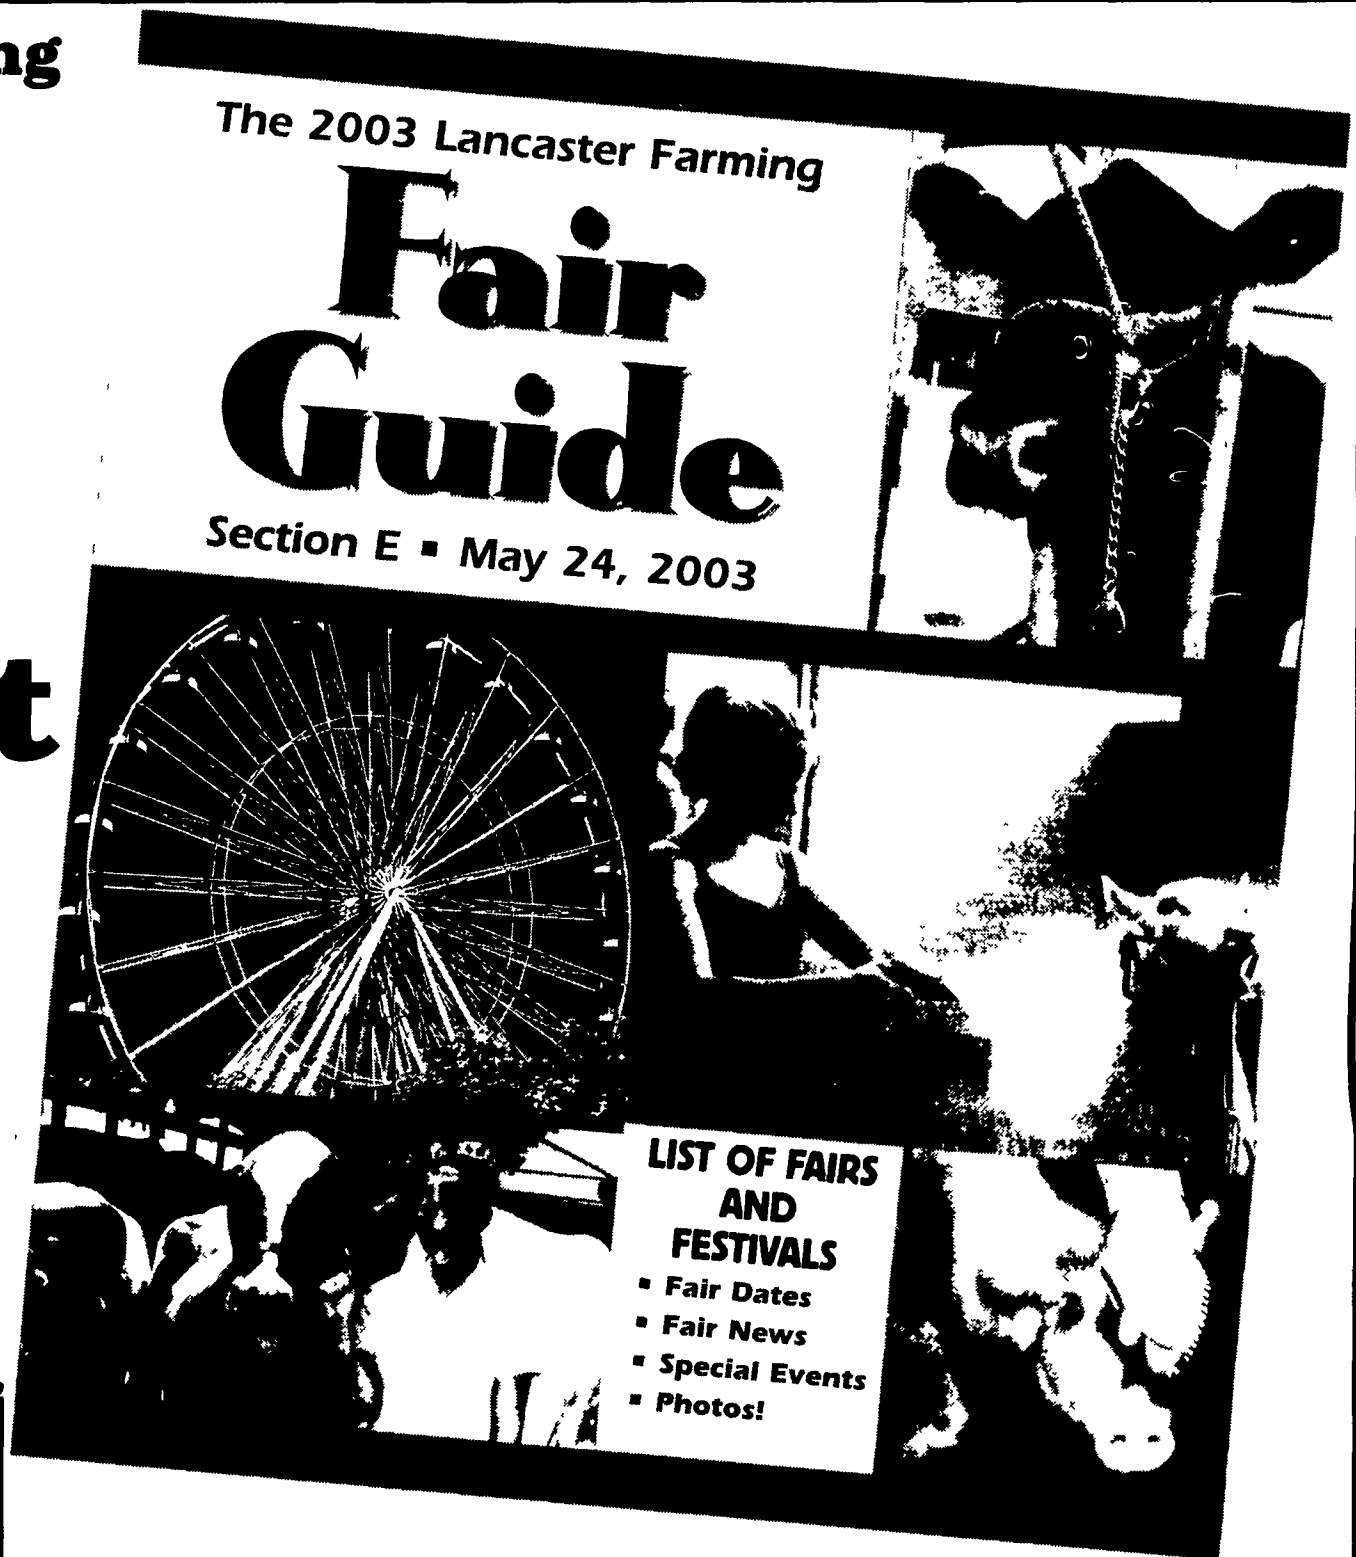 ng
The 2003 Lancaster Farming
Fair
Guide
Section E ▪ May 24, 2003
t
LIST OF FAIRS
AND
FESTIVALS
▪ Fair Dates
▪ Fair News
▪ Special Events
▪ Photos!